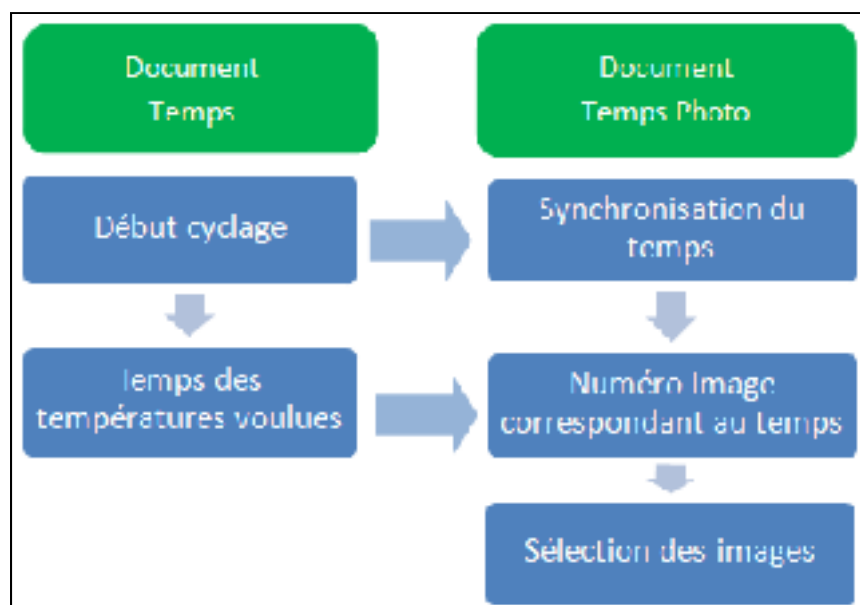 Document
Temps
Document
Temps Photo
Début cyclage
Synchronisation du
temps
Temps des
températures voulues
Numéro Image
correspondant au temps
Sélection des images